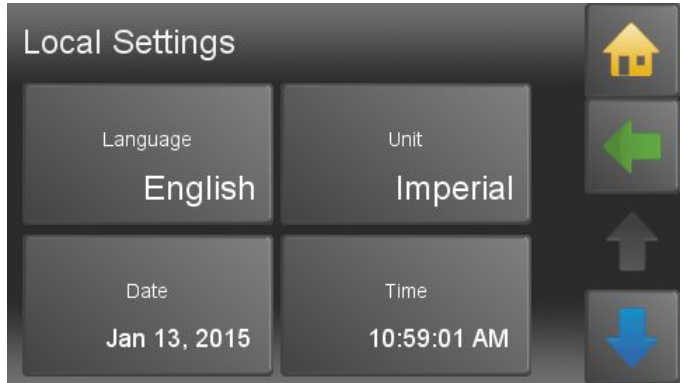 Local Settings
Language
English
Unit
Imperial
Date
Jan 13, 2015
Time
10:59:01 AM